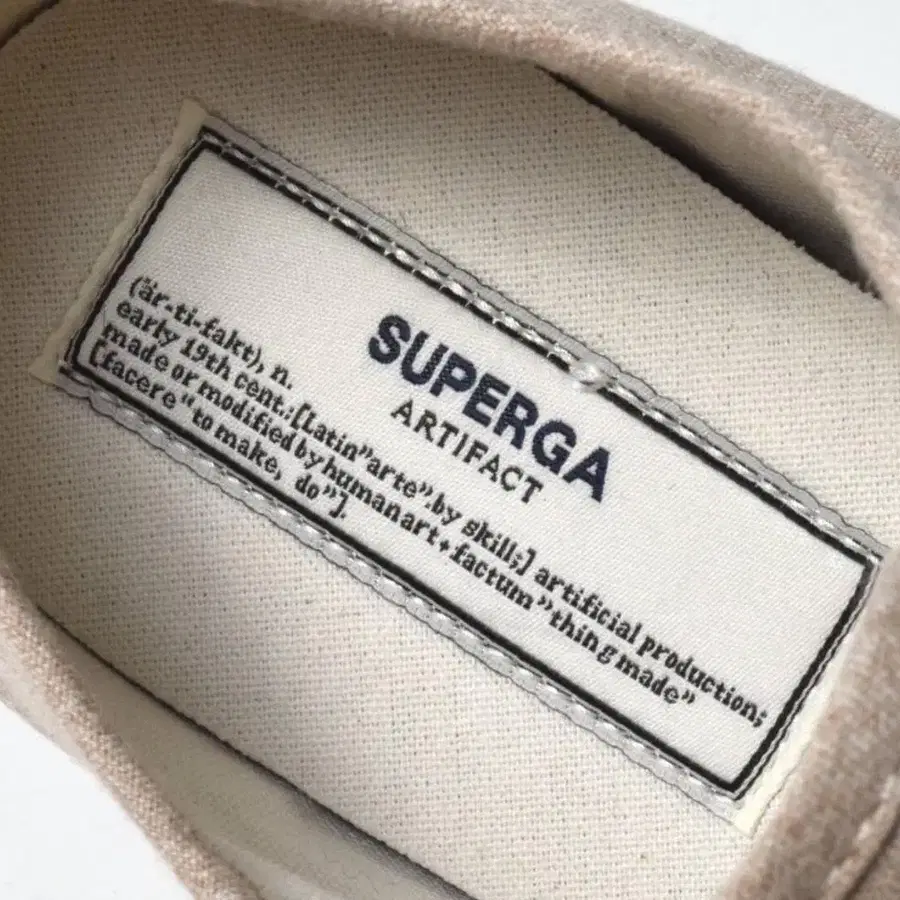 SUPERGA
ARTIFACT
(är-ti-fakt), n.
early 19th cent.:[Latin"arte".by skill;] artificial production;
made or modified by humanart+factum"thing made"
[facere"to make, do"].